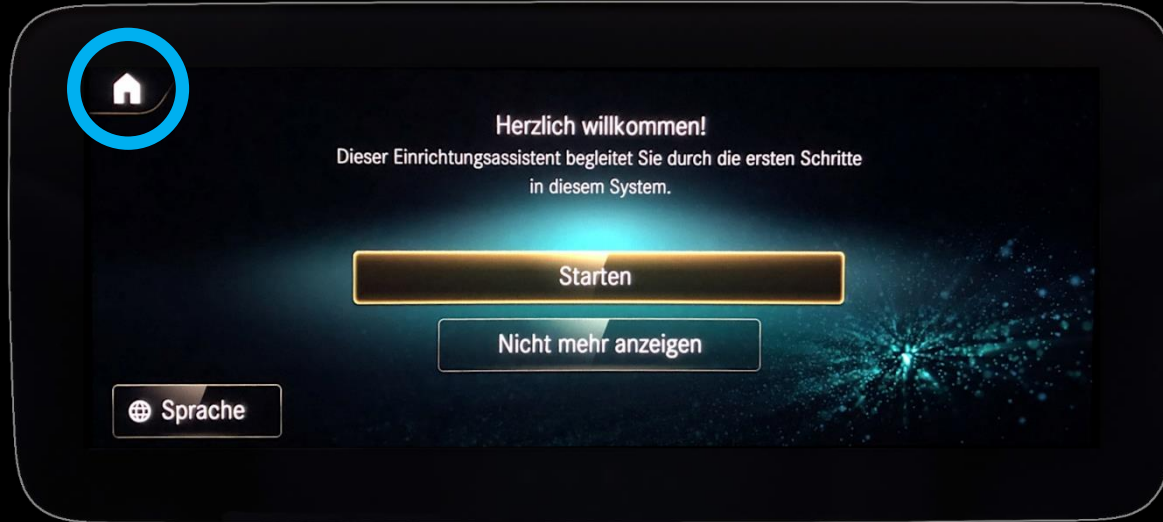 Herzlich willkommen!
Dieser Einrichtungsassistent begleitet Sie durch die ersten Schritte
in diesem System.
Starten
Nicht mehr anzeigen
Sprache